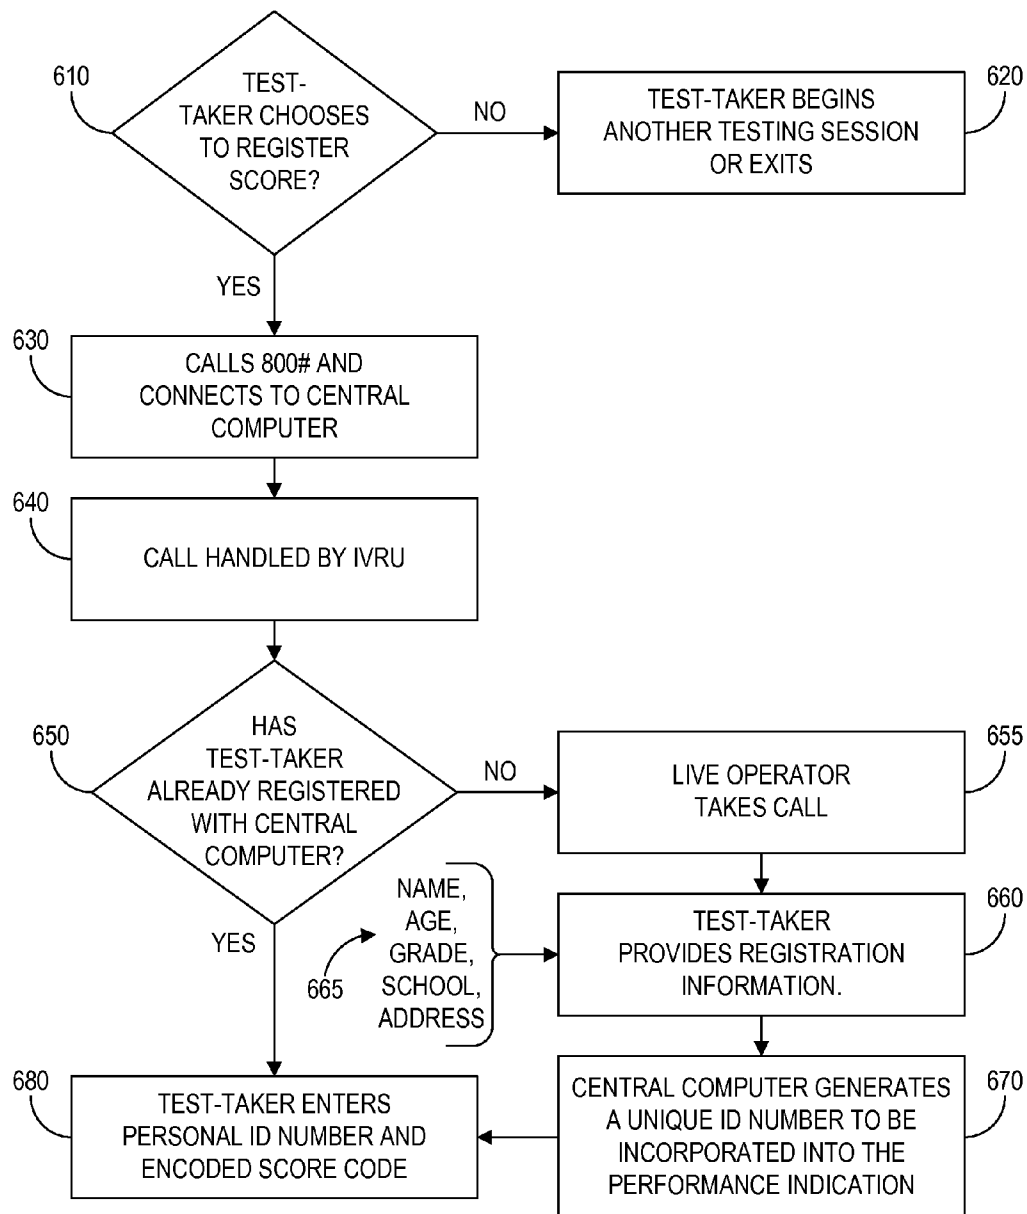 610
TEST-
TAKER CHOOSES
TO REGISTER
SCORE?
NO
TEST-TAKER BEGINS
ANOTHER TESTING SESSION
OR EXITS
620
YES
630
CALLS 800# AND
CONNECTS TO CENTRAL
COMPUTER
640
CALL HANDLED BY IVRU
650
HAS
TEST-TAKER
ALREADY REGISTERED
WITH CENTRAL
COMPUTER?
NO
LIVE OPERATOR
TAKES CALL
655
YES
665
NAME,
AGE,
GRADE,
SCHOOL,
ADDRESS
TEST-TAKER
PROVIDES REGISTRATION
INFORMATION.
660
680
TEST-TAKER ENTERS
PERSONAL ID NUMBER AND
ENCODED SCORE CODE
CENTRAL COMPUTER GENERATES
A UNIQUE ID NUMBER TO BE
INCORPORATED INTO THE
PERFORMANCE INDICATION
670